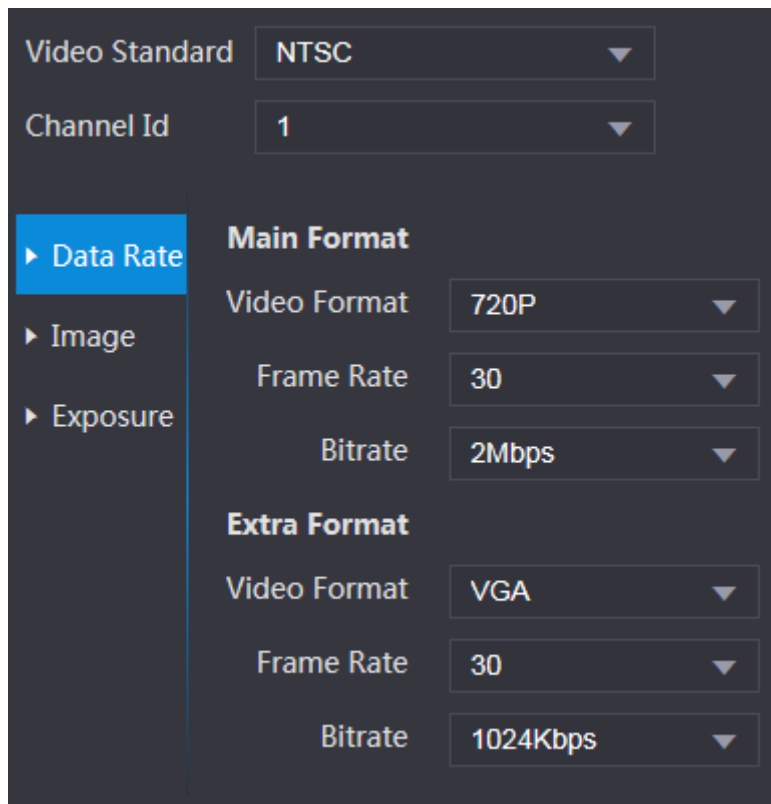 Video Standard NTSC
Channel Id 1
Data Rate
Image
Exposure
Main Format
Video Format 720P
Frame Rate 30
Bitrate 2Mbps
Extra Format
Video Format VGA
Frame Rate 30
Bitrate 1024Kbps